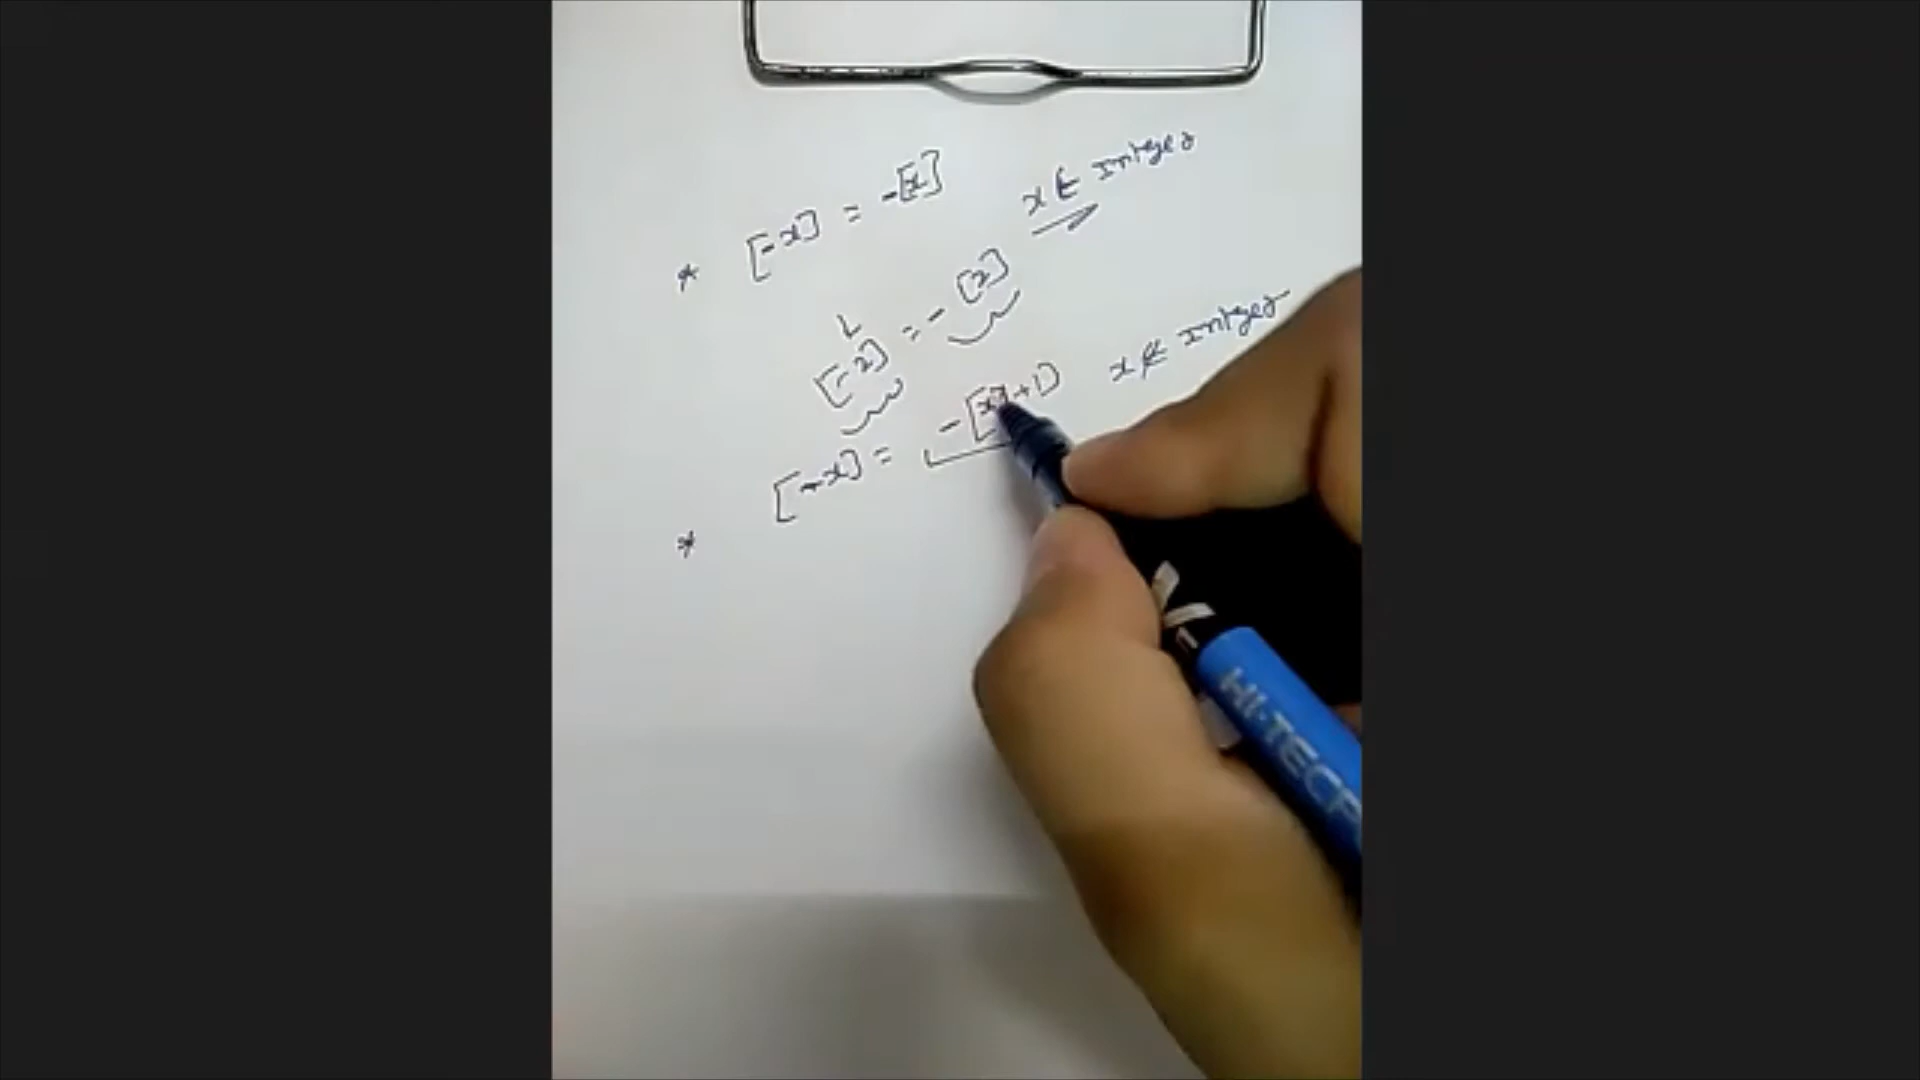 * [-x] = -[x] x ∈ Integer
[-2] = -[2]
* [-x] = -[x]+1) x ∉ Integer
HI-TECP